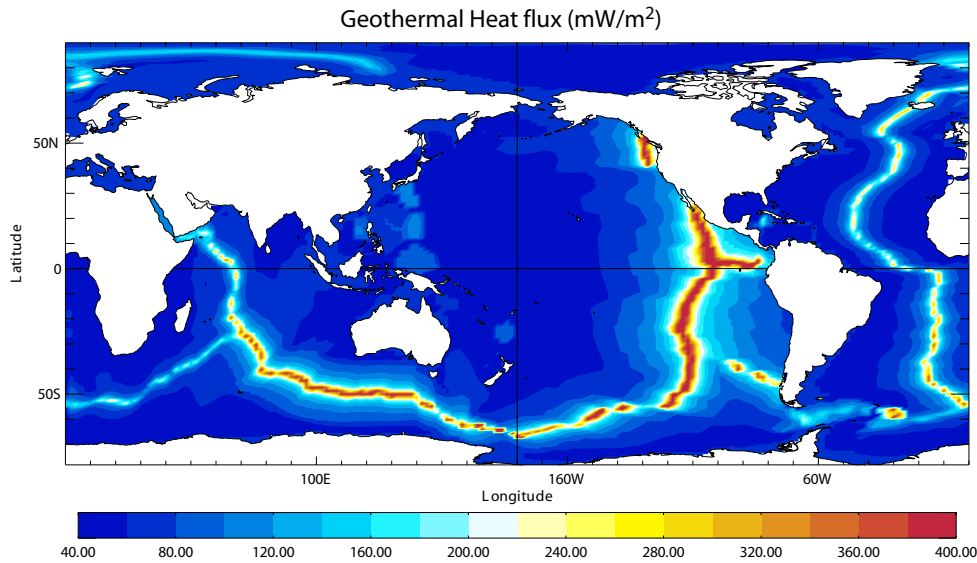 Geothermal Heat flux (mW/m²)
50N
0
50S
Latitude
100E 160W 60W
Longitude
40.00 80.00 120.00 160.00 200.00 240.00 280.00 320.00 360.00 400.00